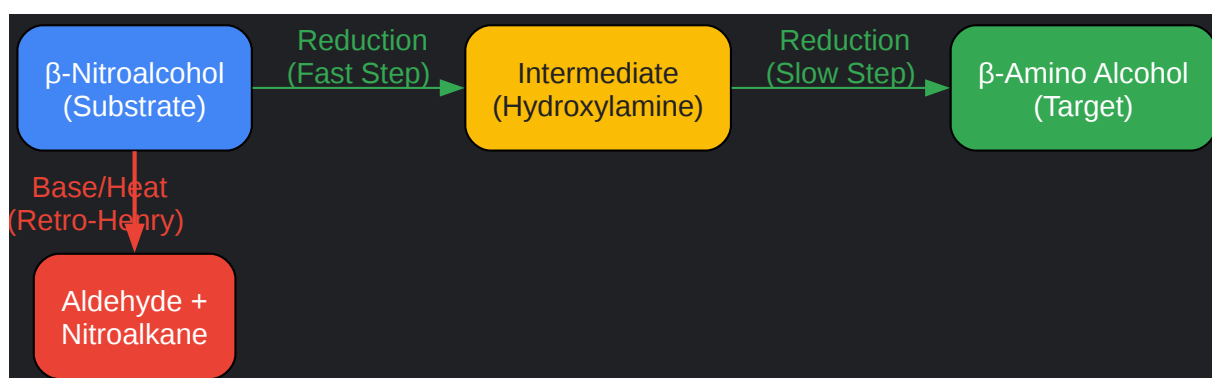 β-Nitroalcohol
(Substrate)
Reduction
(Fast Step)
Intermediate
(Hydroxylamine)
Reduction
(Slow Step)
β-Amino Alcohol
(Target)
Base/Heat
(Retro-Henry)
Aldehyde +
Nitroalkane